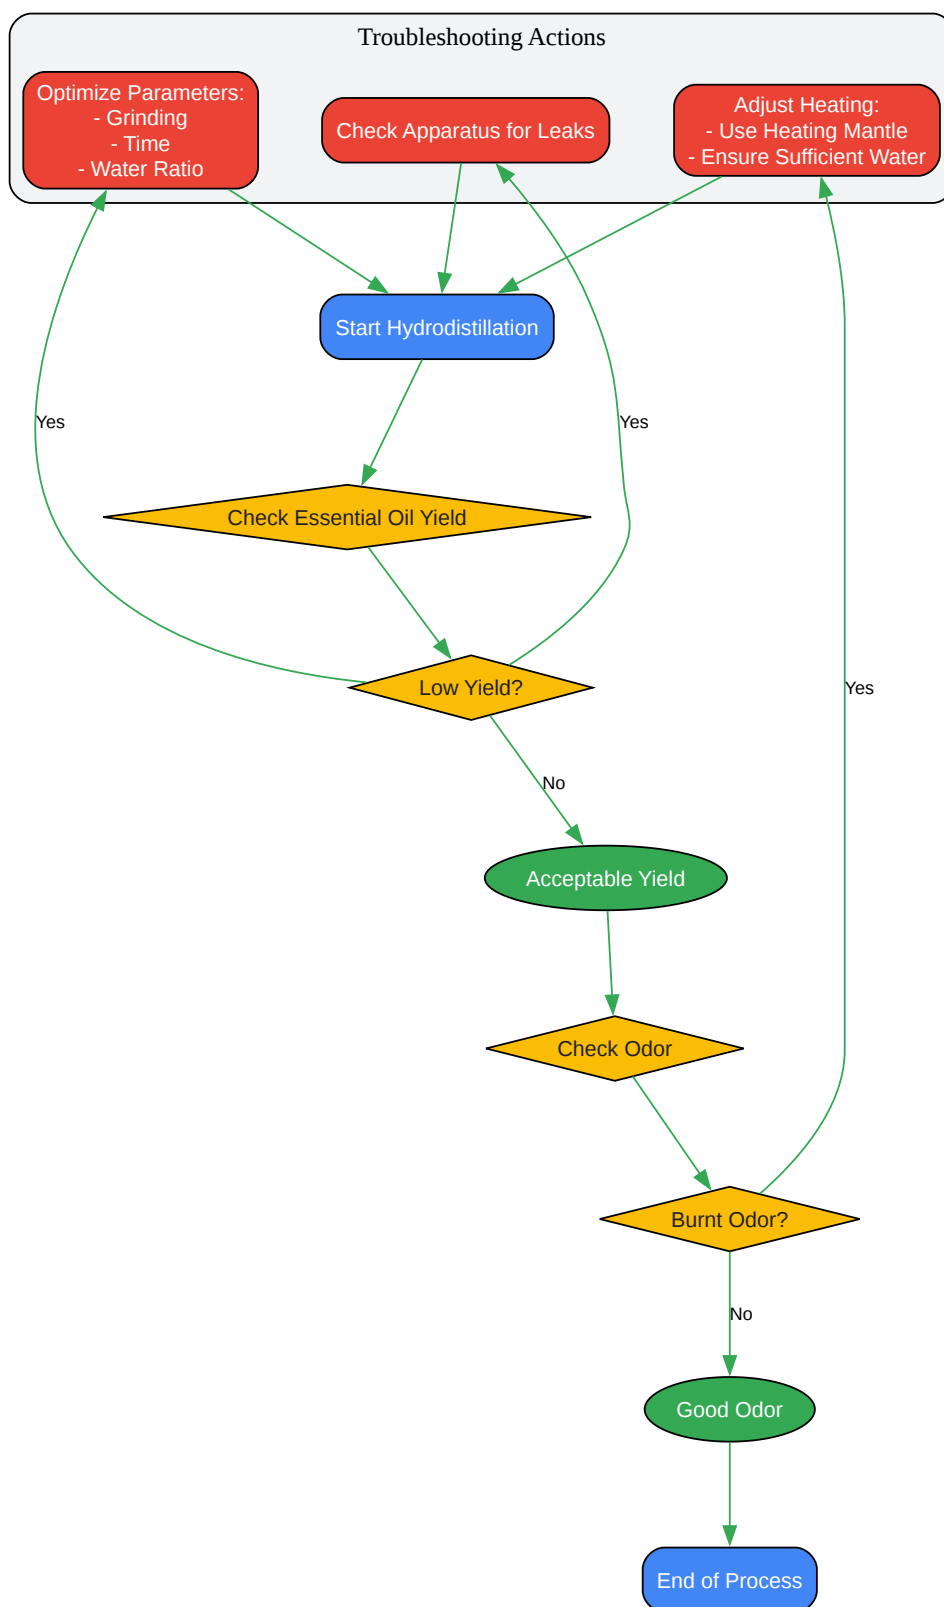 Troubleshooting Actions
Optimize Parameters:
- Grinding
- Time
- Water Ratio
Check Apparatus for Leaks
Adjust Heating:
- Use Heating Mantle
- Ensure Sufficient Water
Start Hydrodistillation
Yes
Yes
Check Essential Oil Yield
Low Yield?
Yes
No
Acceptable Yield
Check Odor
Burnt Odor?
No
Good Odor
End of Process